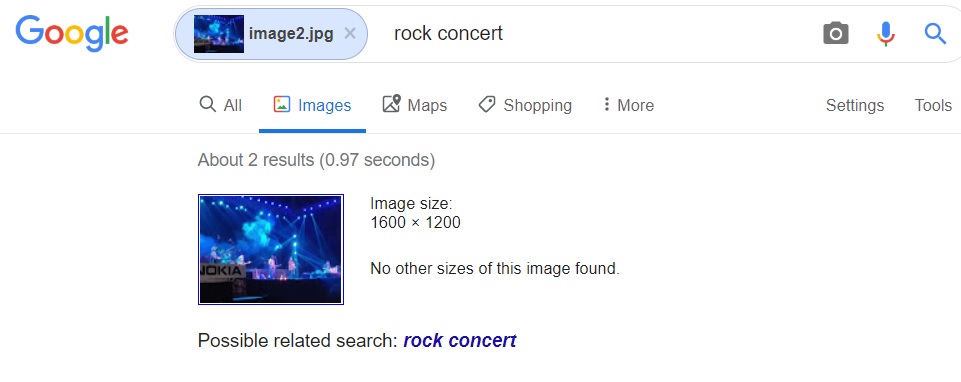 Google image2.jpg × rock concert
All Images Maps Shopping More Settings Tools
About 2 results (0.97 seconds)
Image size:
1600 × 1200
No other sizes of this image found.
NOKIA
Possible related search: rock concert